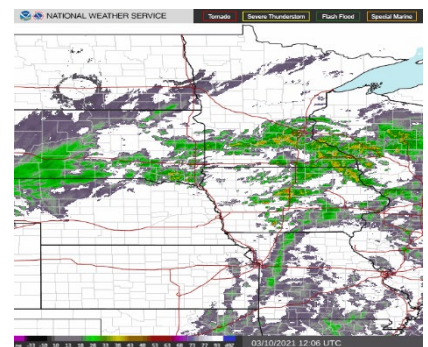 NATIONAL WEATHER SERVICE
Tornado
Severe Thunderstorm
Flash Flood
Special Marine
03/10/2021 12:06 UTC